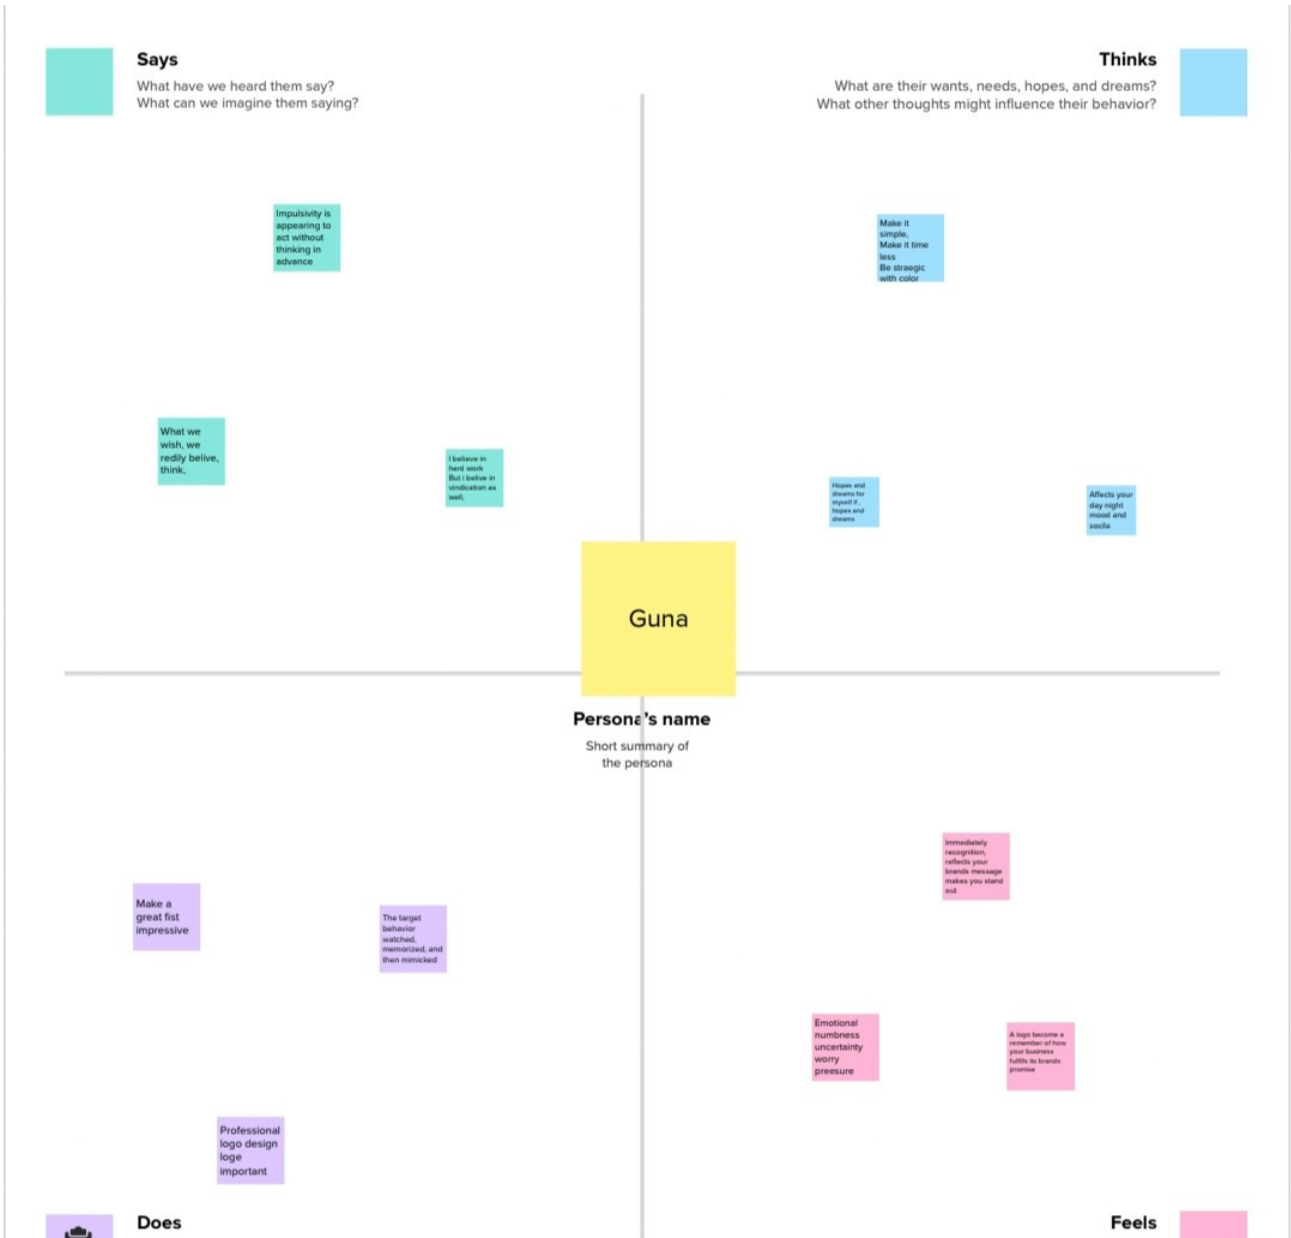 Says
What have we heard them say?
What can we imagine them saying?
Thinks
What are their wants, needs, hopes, and dreams?
What other thoughts might influence their behavior?
Impulsivity is
appearing to
act without
thinking in
advance
Make it
simple,
Make it time
less
Be straegic
with color
What we
wish, we
redily belive,
think,
I believe in
hard work
But i belive in
vindication as
well,
Hopes and
dreams for
myself if ,
hopes and
dreams
Affects your
day night
mood and
socila
Guna
Persona's name
Short summary of
the persona
Make a
great fist
impressive
The target
behavior
watched,
memorized, and
then mimicked
Professional
logo design
loge
important
Immediately
recognition,
reflects your
brands message
makes you stand
out
Emotional
numbness
uncertainty
worry
preesure
A logo become a
remember of how
your business
fulfills its brands
promise
Does
Feels